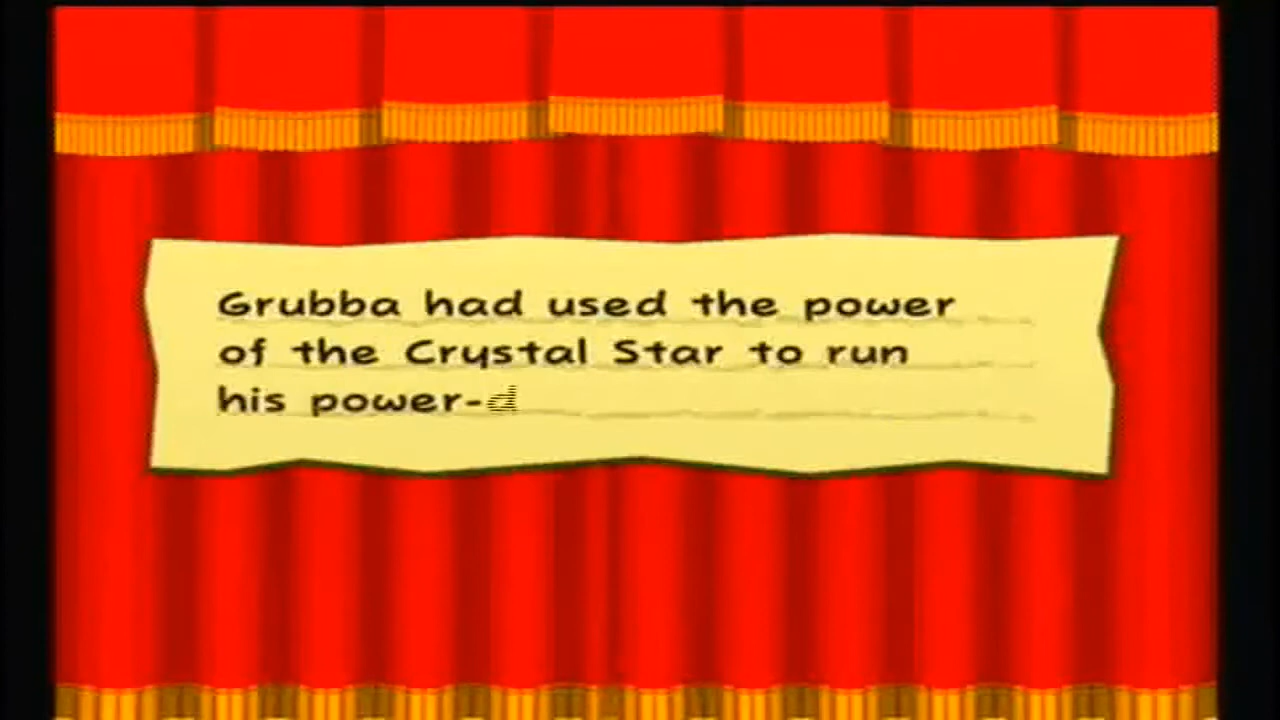 Grubba had used the power
of the Crystal Star to run
his power-d